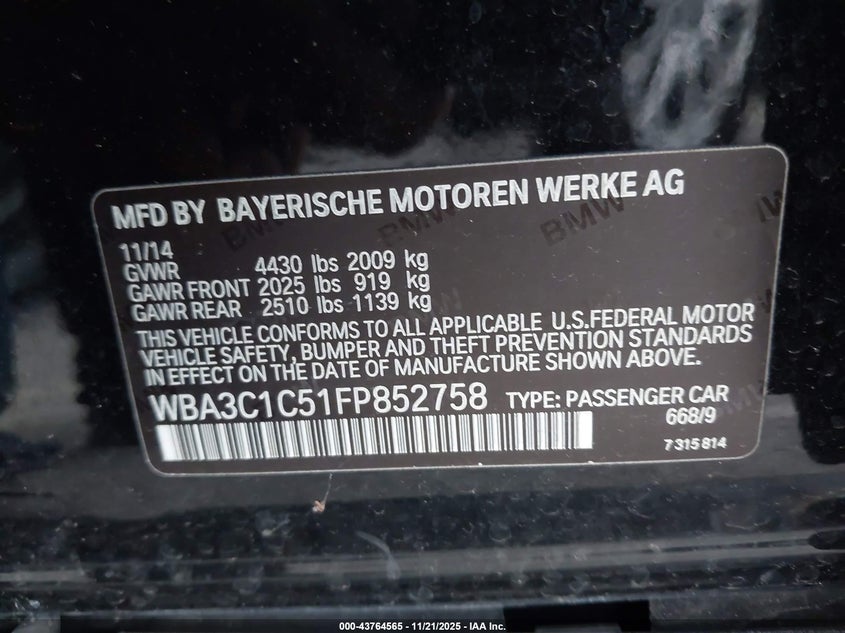 MFD BY BAYERISCHE MOTOREN WERKE AG
11/14
GVWR 4430 lbs 2009 kg
GAWR FRONT 2025 lbs 919 kg
GAWR REAR 2510 lbs 1139 kg
THIS VEHICLE CONFORMS TO ALL APPLICABLE U.S.FEDERAL MOTOR
VEHICLE SAFETY, BUMPER AND THEFT PREVENTION STANDARDS
IN EFFECT ON THE DATE OF MANUFACTURE SHOWN ABOVE.
WBA3C1C51FP852758 TYPE: PASSENGER CAR
668/9
7 315 814
000-43764565 - 11/21/2025 - IAA Inc.